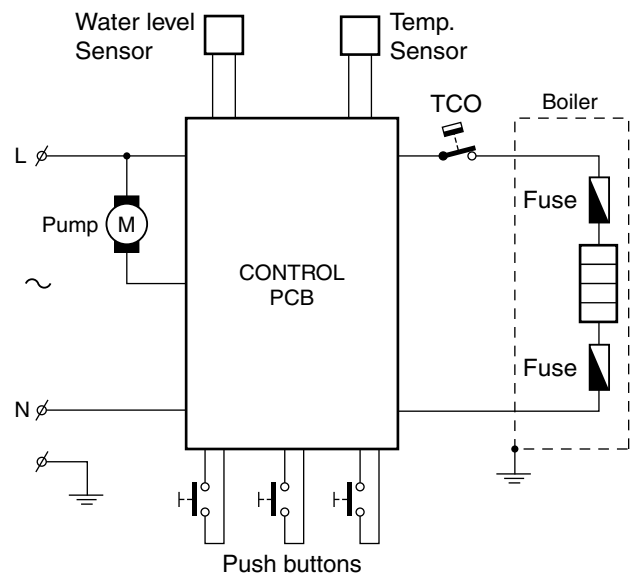 Water level
Sensor
Temp.
Sensor
TCO
Boiler
L
Fuse
Pump
M
CONTROL
PCB
Fuse
N
Push buttons